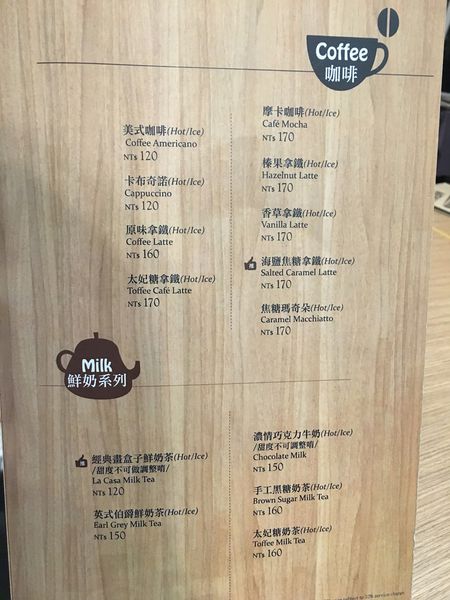 Coffee
咖啡
美式咖啡(Hot/Ice)
Coffee Americano
NT$ 120
卡布奇諾(Hot/Ice)
Cappuccino
NT$ 120
原味拿鐵(Hot/Ice)
Coffee Latte
NT$ 160
太妃糖拿鐵(Hot/Ice)
Toffee Café Latte
NT$ 170
摩卡咖啡(Hot/Ice)
Café Mocha
NT$ 170
榛果拿鐵(Hot/Ice)
Hazelnut Latte
NT$ 170
香草拿鐵(Hot/Ice)
Vanilla Latte
NT$ 170
海鹽焦糖拿鐵(Hot/Ice)
Salted Caramel Latte
NT$ 170
焦糖瑪奇朵(Hot/Ice)
Caramel Macchiatto
NT$ 170
Milk
鮮奶系列
經典畫盒子鮮奶茶(Hot/Ice)
/甜度不可做調整唷/
La Casa Milk Tea
NT$ 120
英式伯爵鮮奶茶(Hot/Ice)
Earl Grey Milk Tea
NT$ 150
濃情巧克力牛奶(Hot/Ice)
/甜度不可調整唷/
Chocolate Milk
NT$ 150
手工黑糖奶茶(Hot/Ice)
Brown Sugar Milk Tea
NT$ 160
太妃糖奶茶(Hot/Ice)
Toffee Milk Tea
NT$ 160
subject to 10% service charge.